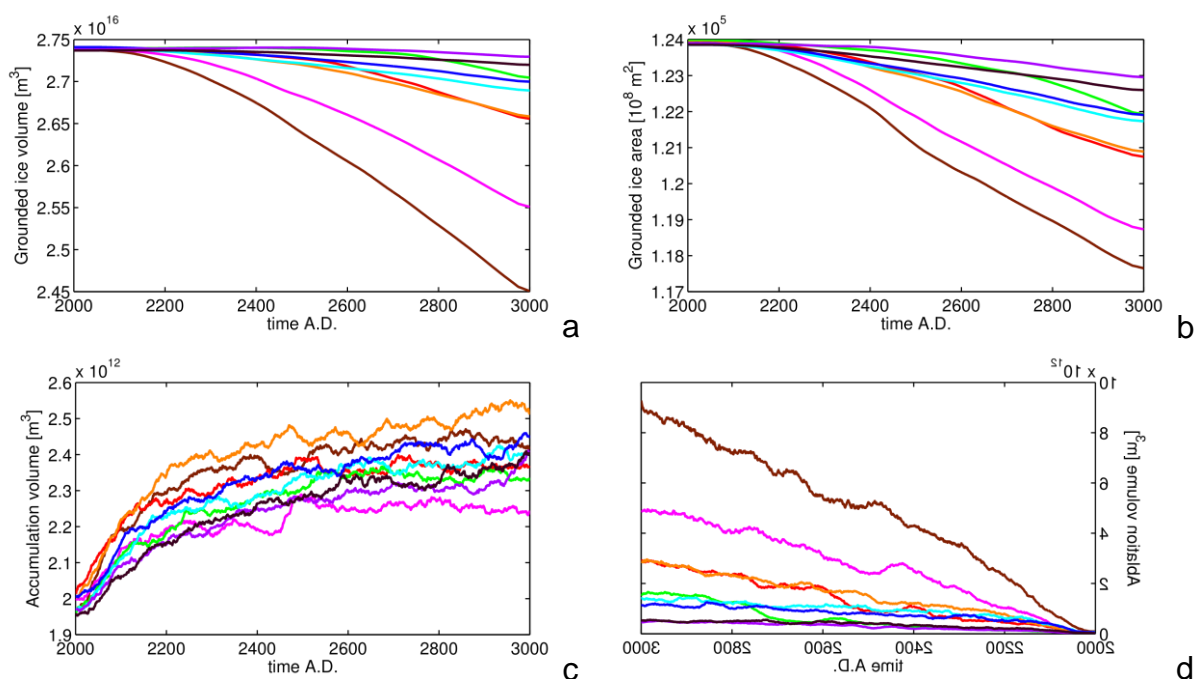 x 10^16
Grounded ice volume [m^3]
2.75
2.7
2.65
2.6
2.55
2.5
2.45
2000 2200 2400 2600 2800 3000
time A.D.
a
x 10^5
Grounded ice area [10^8 m^2]
1.24
1.23
1.22
1.21
1.2
1.19
1.18
1.17
2000 2200 2400 2600 2800 3000
time A.D.
b
x 10^12
Accumulation volume [m^3]
2.6
2.5
2.4
2.3
2.2
2.1
2
1.9
2000 2200 2400 2600 2800 3000
time A.D.
c
x 10^12
Ablation volume [m^3]
10
8
6
4
2
0
3000 2800 2600 2400 2200 2000
time A.D.
d